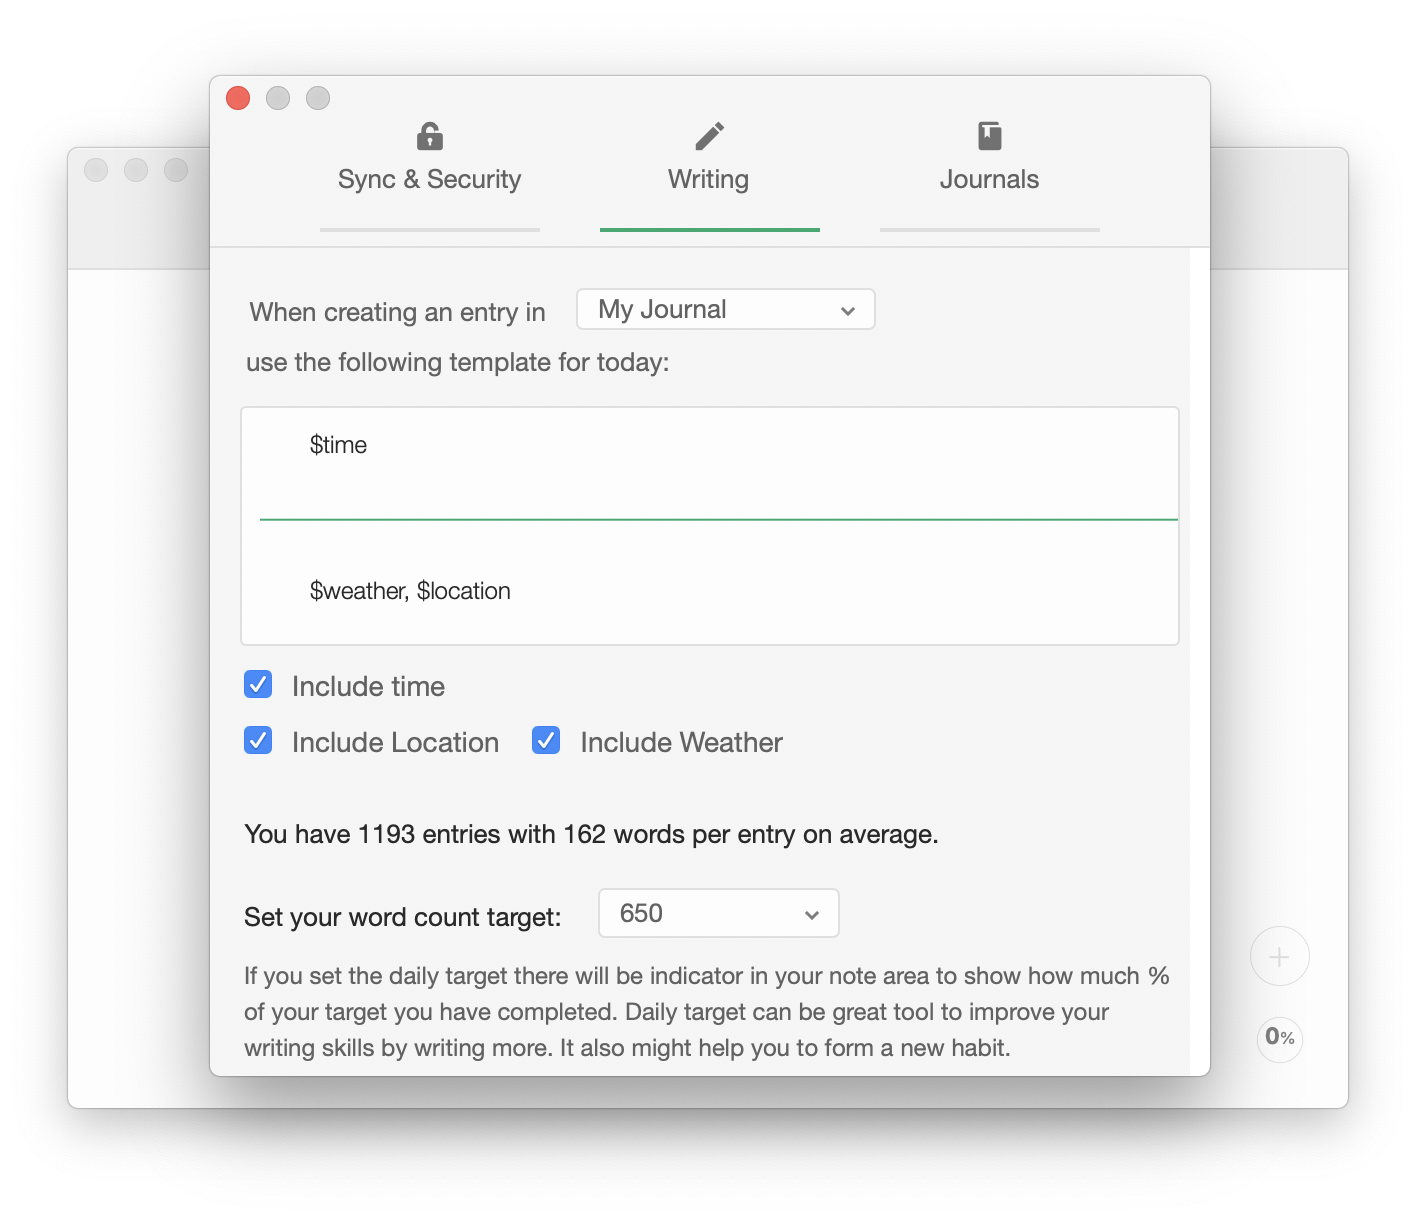 Sync & Security
Writing
Journals
When creating an entry in
My Journal
use the following template for today:
$time
$weather, $location
Include time
Include Location
Include Weather
You have 1193 entries with 162 words per entry on average.
Set your word count target:
650
If you set the daily target there will be indicator in your note area to show how much %
of your target you have completed. Daily target can be great tool to improve your
writing skills by writing more. It also might help you to form a new habit.
0%